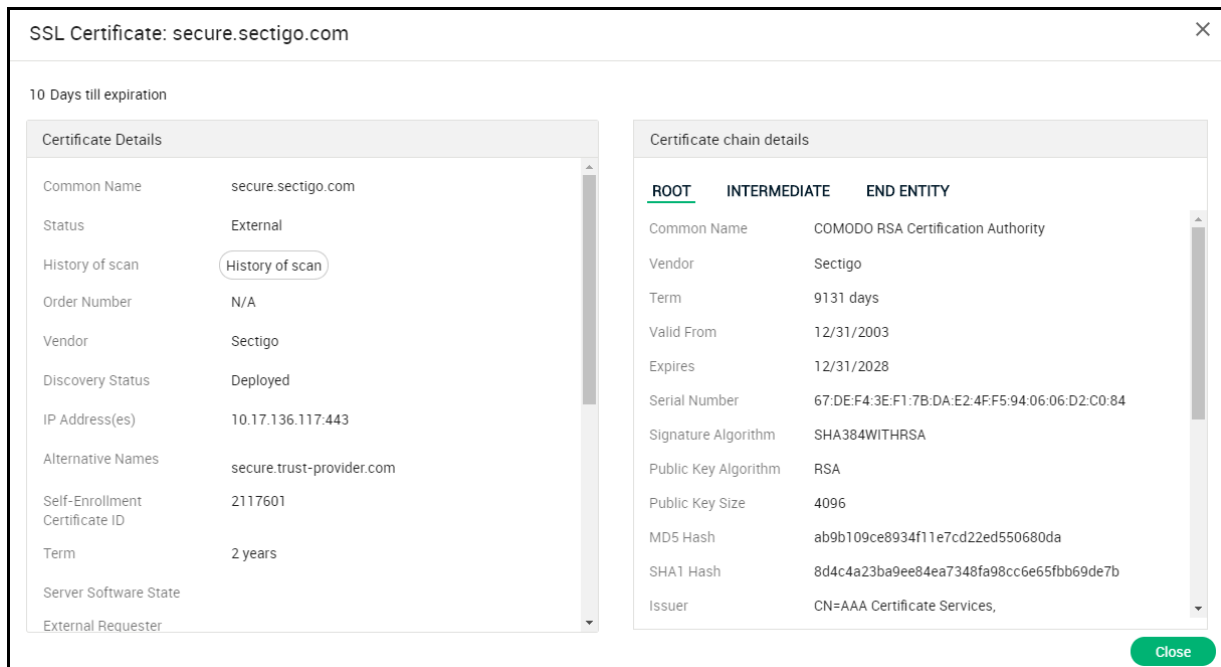 SSL Certificate: secure.sectigo.com
10 Days till expiration
Certificate Details
Common Name secure.sectigo.com
Status External
History of scan History of scan
Order Number N/A
Vendor Sectigo
Discovery Status Deployed
IP Address(es) 10.17.136.117:443
Alternative Names secure.trust-provider.com
Self-Enrollment 2117601
Certificate ID
Term 2 years
Server Software State
External Requester
Certificate chain details
ROOT INTERMEDIATE END ENTITY
Common Name COMODO RSA Certification Authority
Vendor Sectigo
Term 9131 days
Valid From 12/31/2003
Expires 12/31/2028
Serial Number 67:DE:F4:3E:F1:7B:DA:E2:4F:F5:94:06:06:D2:C0:84
Signature Algorithm SHA384WITHRSA
Public Key Algorithm RSA
Public Key Size 4096
MD5 Hash ab9b109ce8934f11e7cd22ed550680da
SHA1 Hash 8d4c4a23ba9ee84ea7348fa98cc6e65fbb69de7b
Issuer CN=AAA Certificate Services,
Close